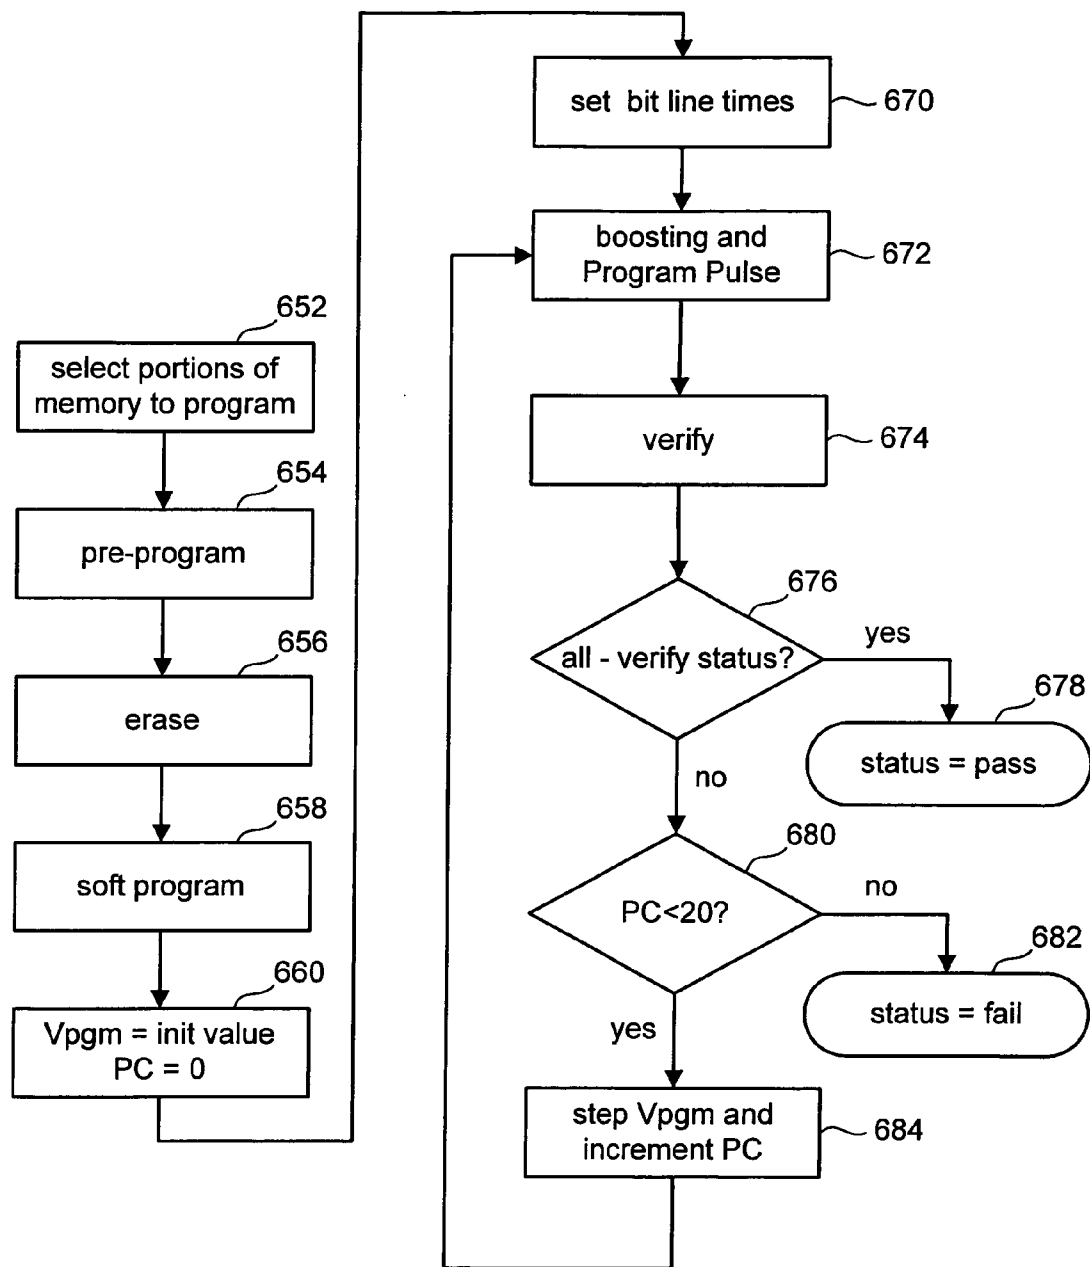 652
select portions of
memory to program
654
pre-program
656
erase
658
soft program
660
Vpgm = init value
PC = 0
set bit line times
670
boosting and
Program Pulse
672
verify
674
676
all - verify status?
yes
678
status = pass
no
680
PC<20?
no
682
status = fail
yes
step Vpgm and
increment PC
684